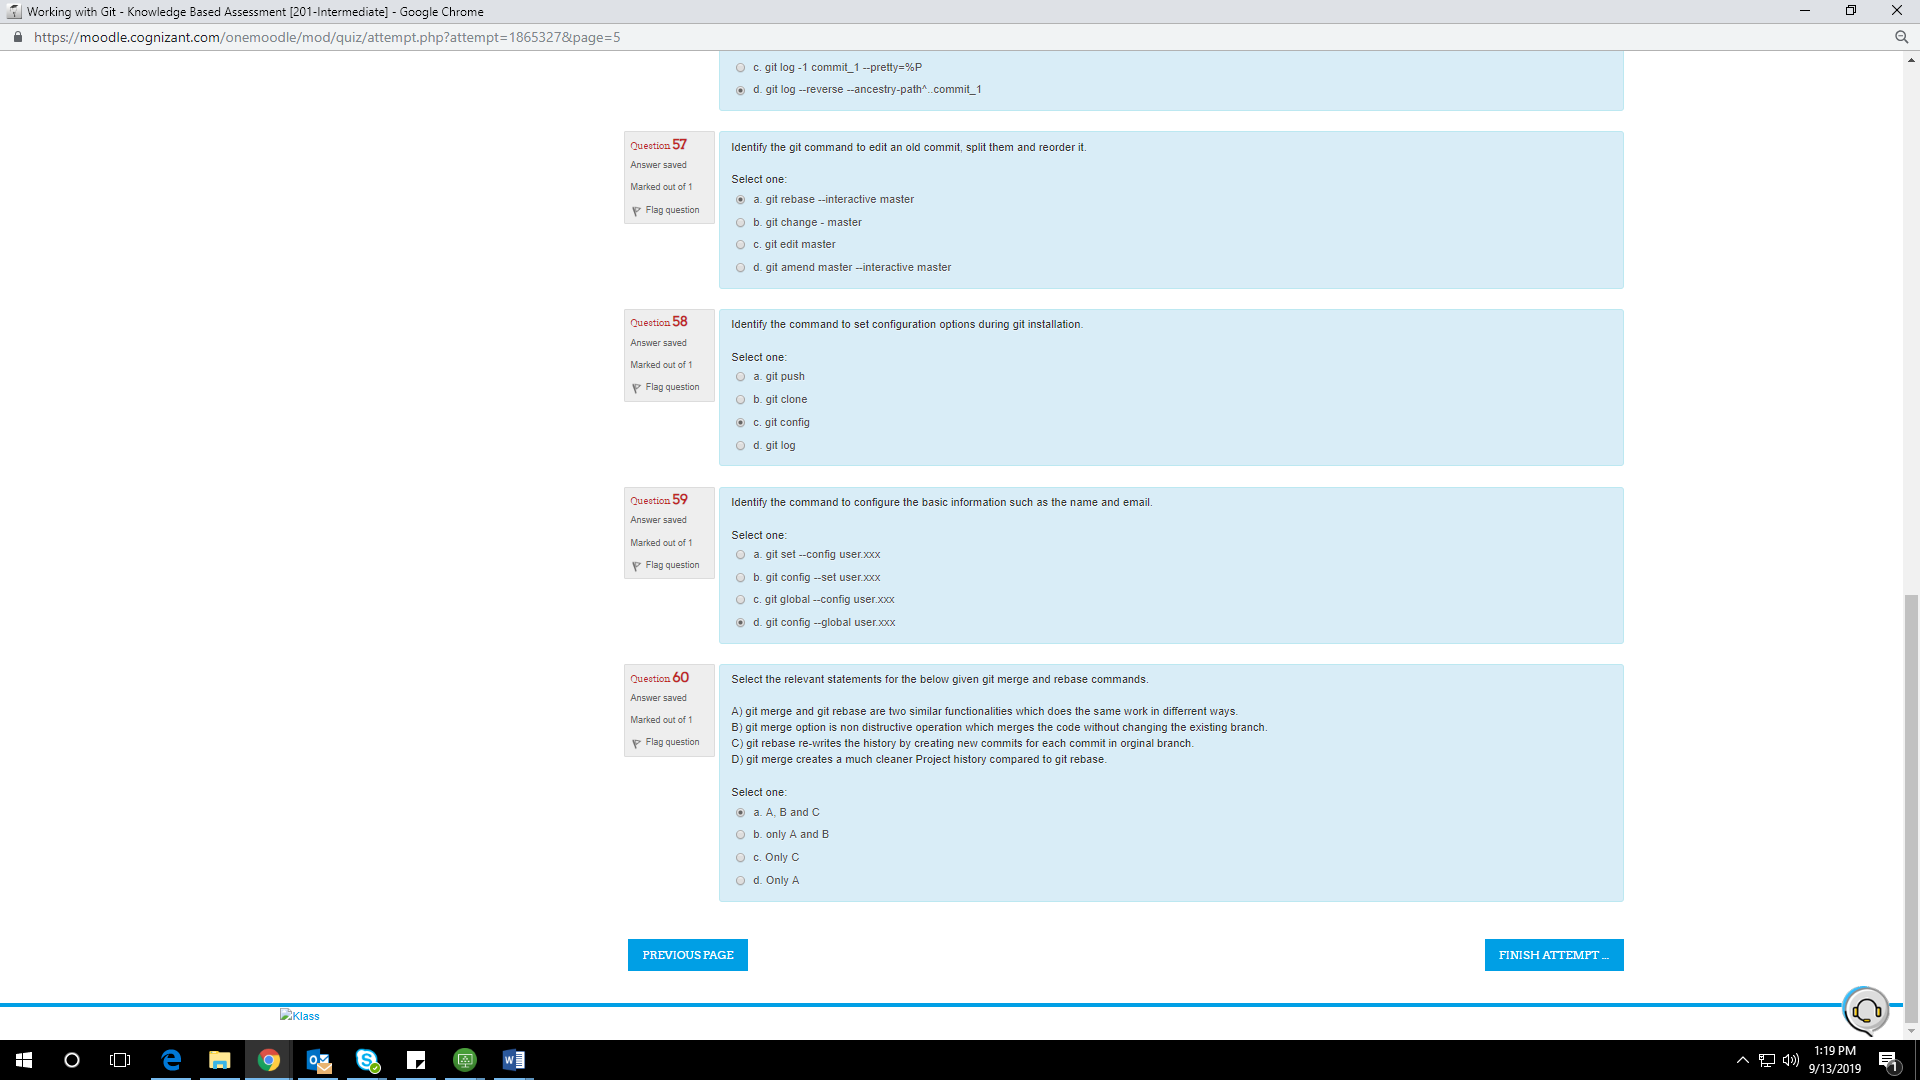 Working with Git - Knowledge Based Assessment [201-Intermediate] - Google Chrome
https://moodle.cognizant.com/onemoodle/mod/quiz/attempt.php?attempt=1865327&page=5
c. git log -1 commit_1 --pretty=%P
d. git log --reverse --ancestry-path^..commit_1
Question 57
Answer saved
Marked out of 1
Flag question
Identify the git command to edit an old commit, split them and reorder it.
Select one:
a. git rebase --interactive master
b. git change - master
c. git edit master
d. git amend master --interactive master
Question 58
Answer saved
Marked out of 1
Flag question
Identify the command to set configuration options during git installation.
Select one:
a. git push
b. git clone
c. git config
d. git log
Question 59
Answer saved
Marked out of 1
Flag question
Identify the command to configure the basic information such as the name and email.
Select one:
a. git set --config user.xxx
b. git config --set user.xxx
c. git global --config user.xxx
d. git config --global user.xxx
Question 60
Answer saved
Marked out of 1
Flag question
Select the relevant statements for the below given git merge and rebase commands.
A) git merge and git rebase are two similar functionalities which does the same work in differrent ways.
B) git merge option is non distructive operation which merges the code without changing the existing branch.
C) git rebase re-writes the history by creating new commits for each commit in orginal branch.
D) git merge creates a much cleaner Project history compared to git rebase.
Select one:
a. A, B and C
b. only A and B
c. Only C
d. Only A
PREVIOUS PAGE
FINISH ATTEMPT ...
Klass
1:19 PM
9/13/2019
1